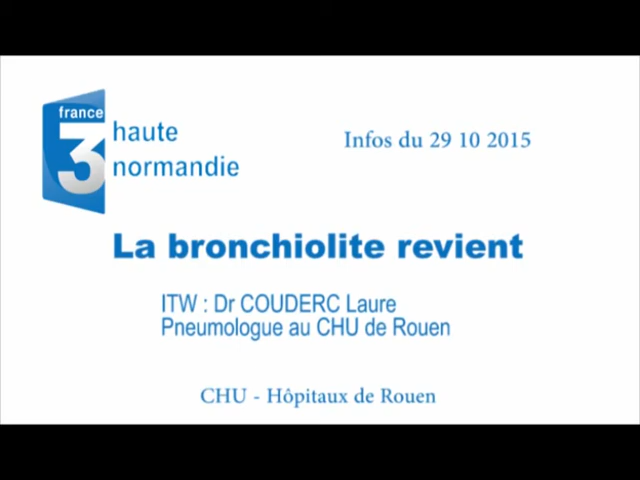 france
3
haute
normandie
Infos du 29 10 2015
La bronchiolite revient
ITW : Dr COUDERC Laure
Pneumologue au CHU de Rouen
CHU - Hôpitaux de Rouen